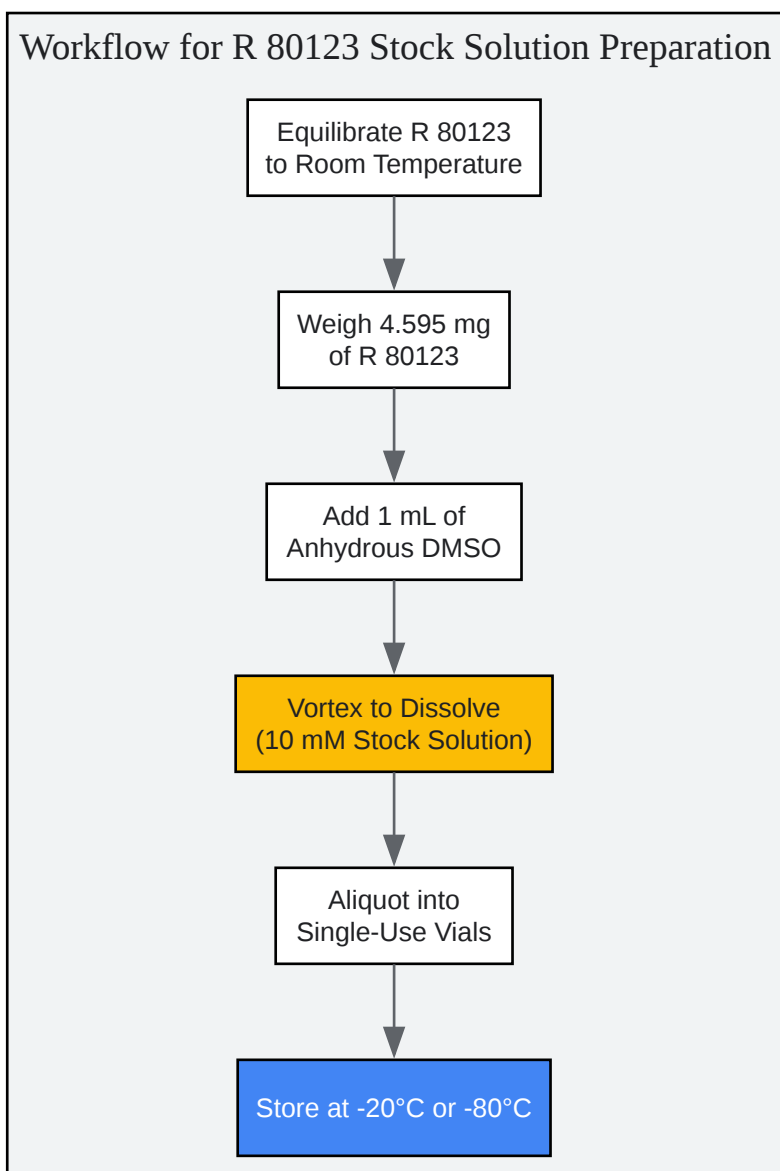 Workflow for R 80123 Stock Solution Preparation
Equilibrate R 80123
to Room Temperature
Weigh 4.595 mg
of R 80123
Add 1 mL of
Anhydrous DMSO
Vortex to Dissolve
(10 mM Stock Solution)
Aliquot into
Single-Use Vials
Store at -20°C or -80°C